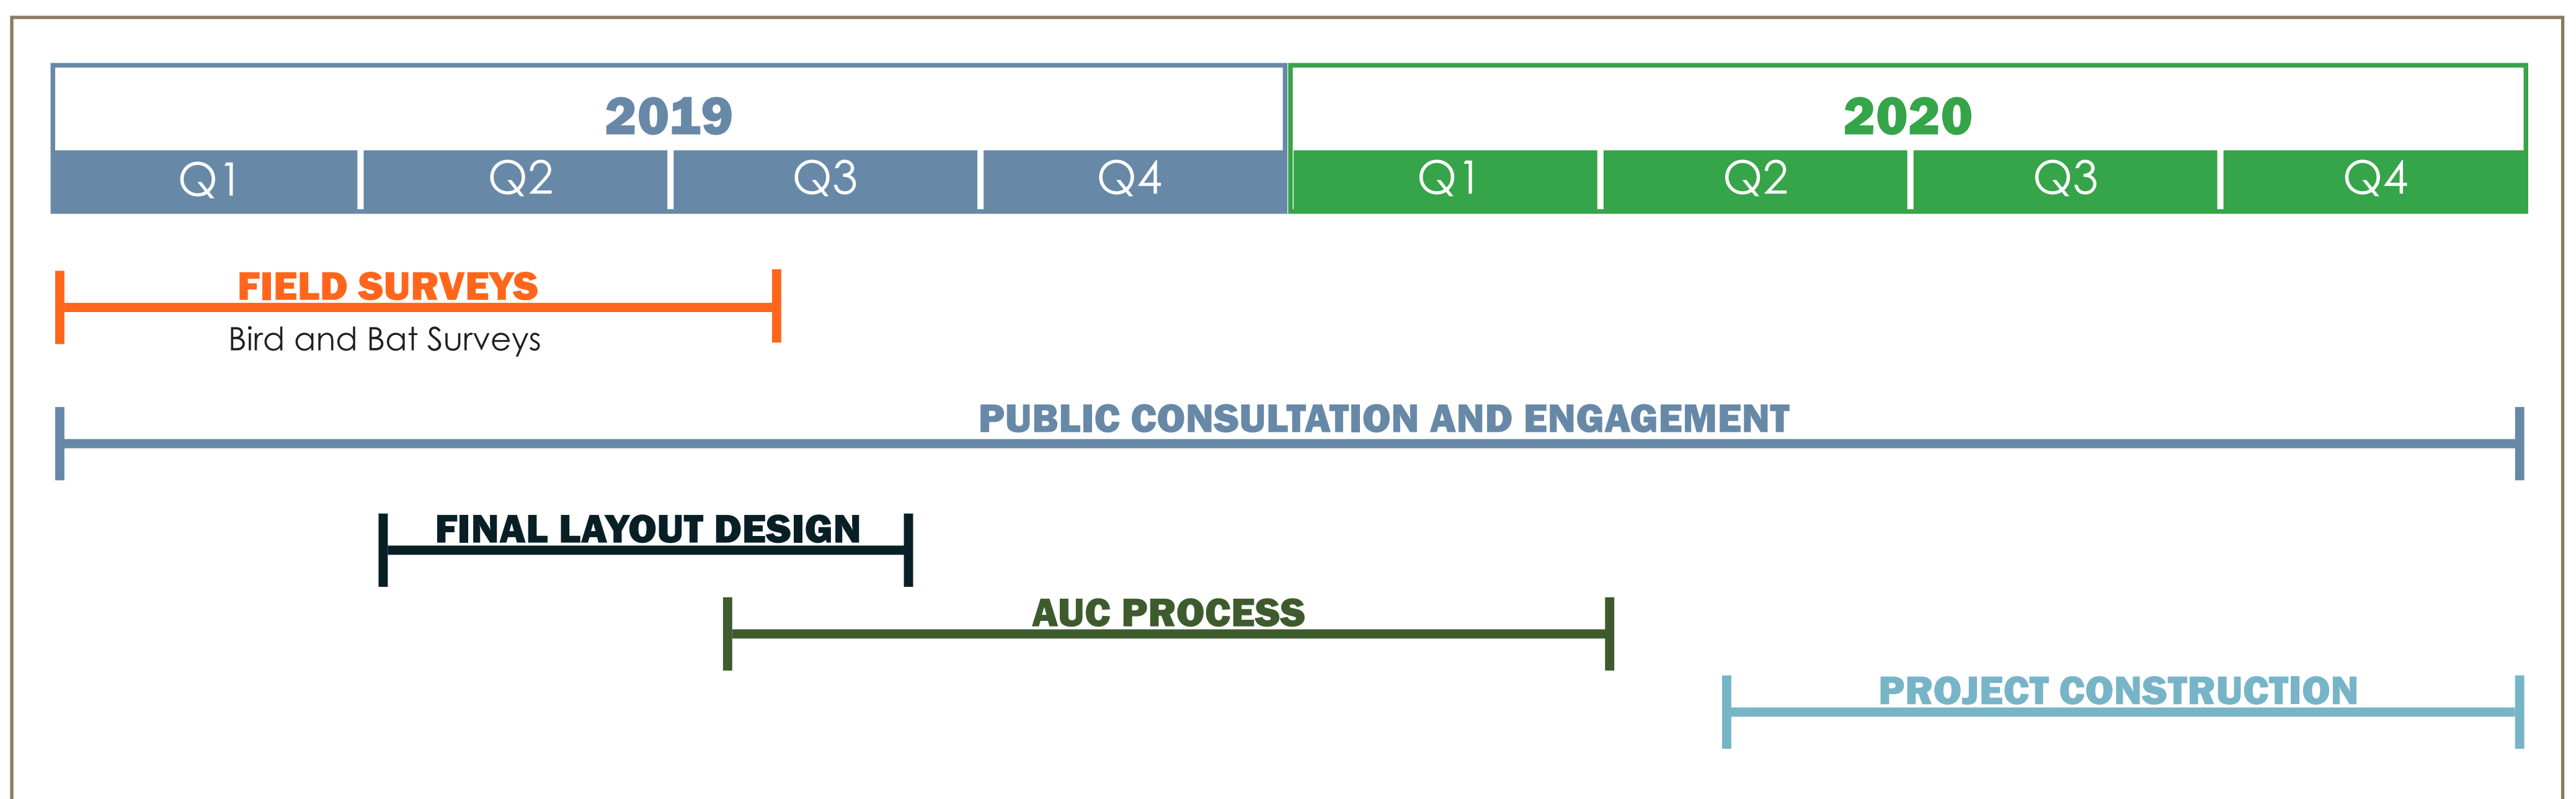 2019 2020
Q1 Q2 Q3 Q4 Q1 Q2 Q3 Q4
FIELD SURVEYS
Bird and Bat Surveys
PUBLIC CONSULTATION AND ENGAGEMENT
FINAL LAYOUT DESIGN
AUC PROCESS
PROJECT CONSTRUCTION